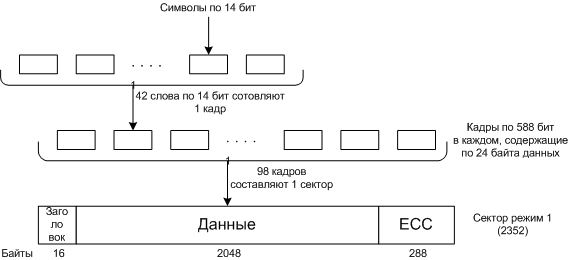 Символы по 14 бит
. . . .
42 слова по 14 бит сотовляют
1 кадр
Кадры по 588 бит
в каждом, содержащие
по 24 байта данных
. . . .
98 кадров
составляют 1 сектор
Заго
ло
вок
Данные
ECC
Сектор режим 1
(2352)
Байты
16
2048
288